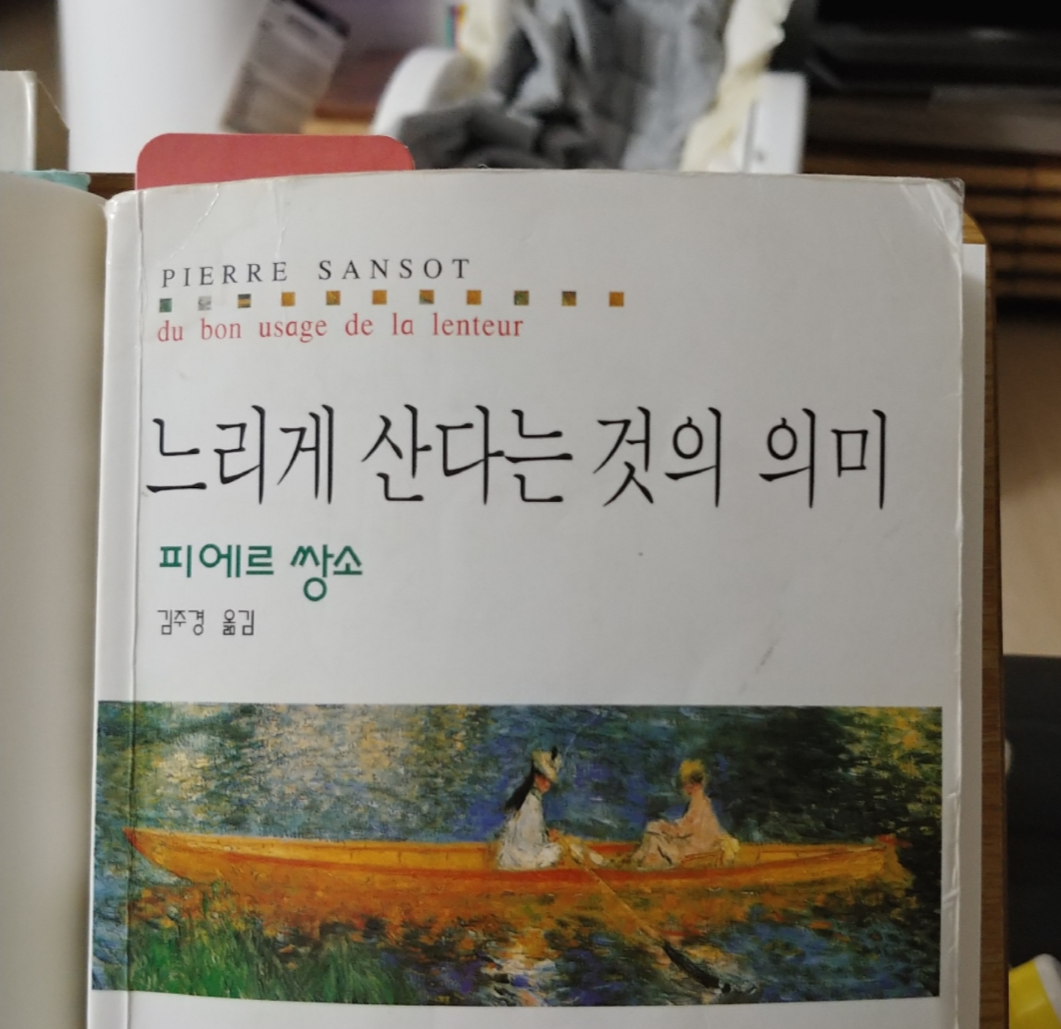 PIERRE SANSOT
du bon usage de la lenteur
느리게 산다는 것의 의미
피에르 쌍소
김주경 옮김